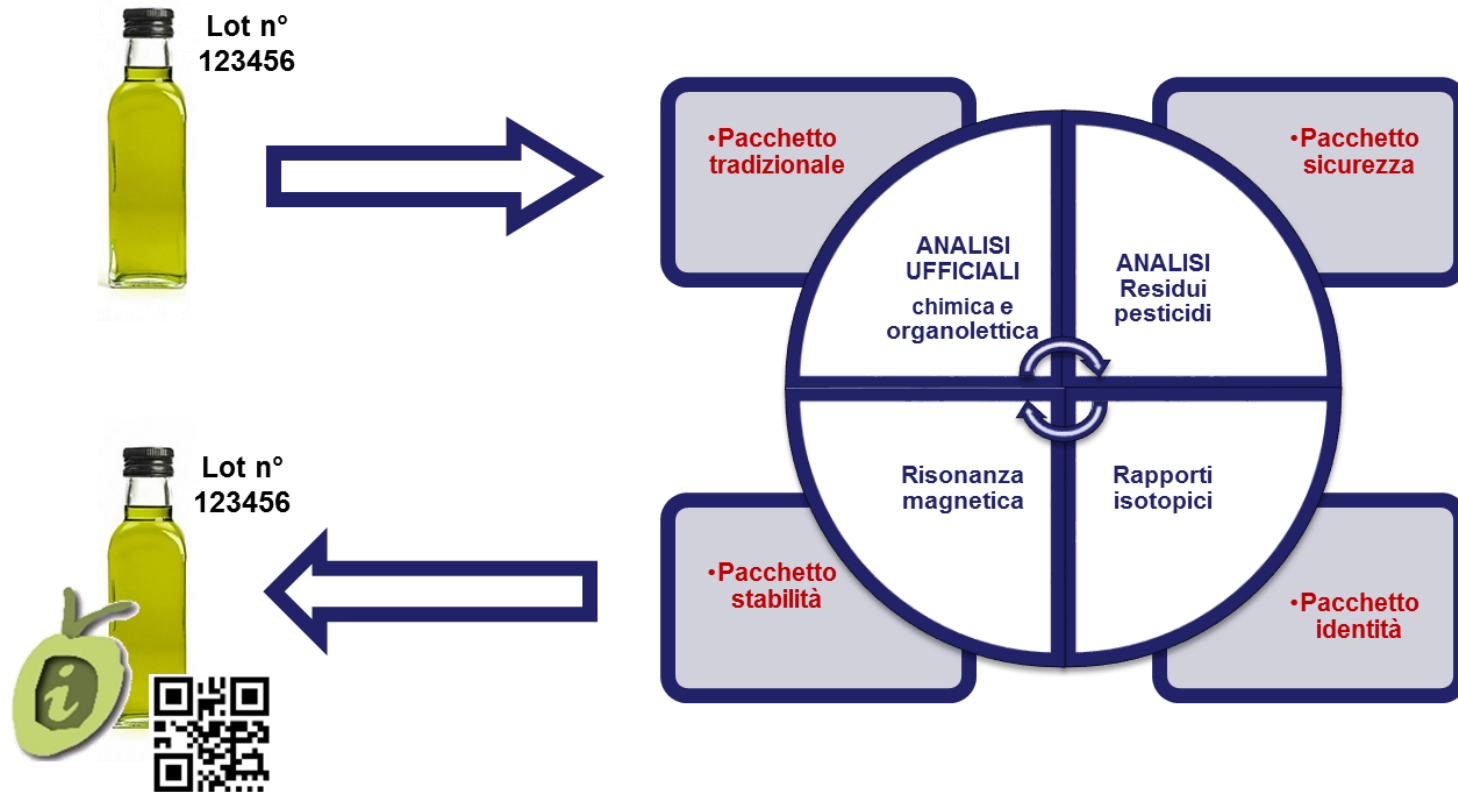 Lot n°
123456
•Pacchetto
tradizionale
•Pacchetto
sicurezza
ANALISI
UFFICIALI
chimica e
organolettica
ANALISI
Residui
pesticidi
Risonanza
magnetica
Rapporti
isotopici
•Pacchetto
stabilità
•Pacchetto
identità
Lot n°
123456
i